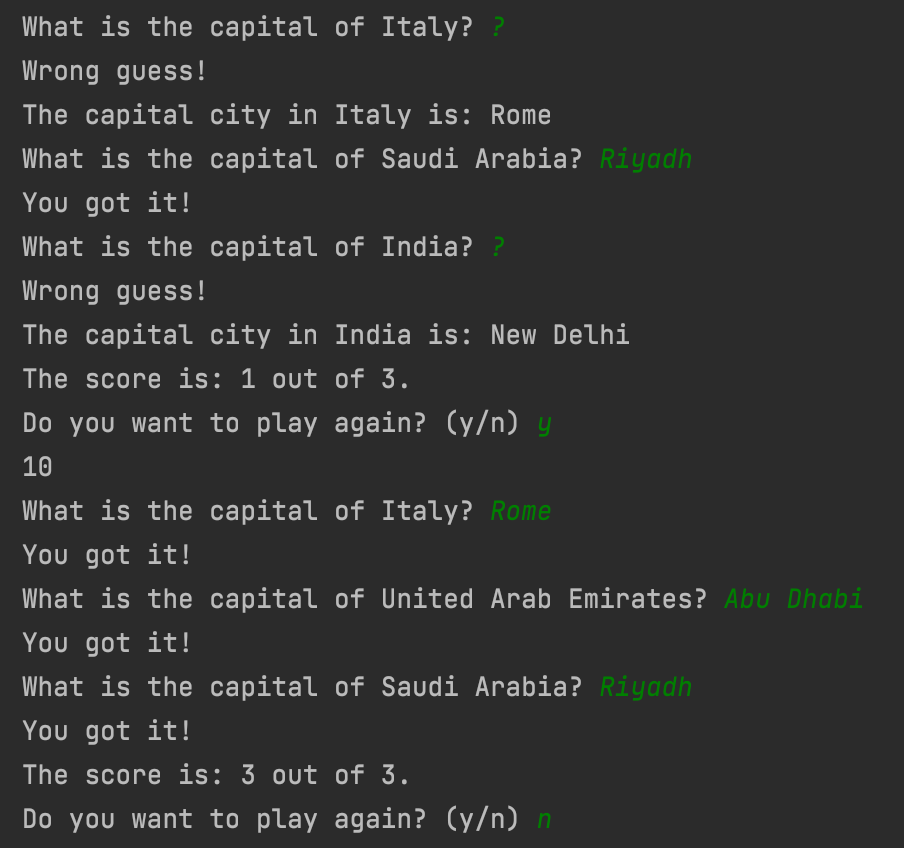 What is the capital of Italy? ?
Wrong guess!
The capital city in Italy is: Rome
What is the capital of Saudi Arabia? Riyadh
You got it!
What is the capital of India? ?
Wrong guess!
The capital city in India is: New Delhi
The score is: 1 out of 3.
Do you want to play again? (y/n) y
10
What is the capital of Italy? Rome
You got it!
What is the capital of United Arab Emirates? Abu Dhabi
You got it!
What is the capital of Saudi Arabia? Riyadh
You got it!
The score is: 3 out of 3.
Do you want to play again? (y/n) n